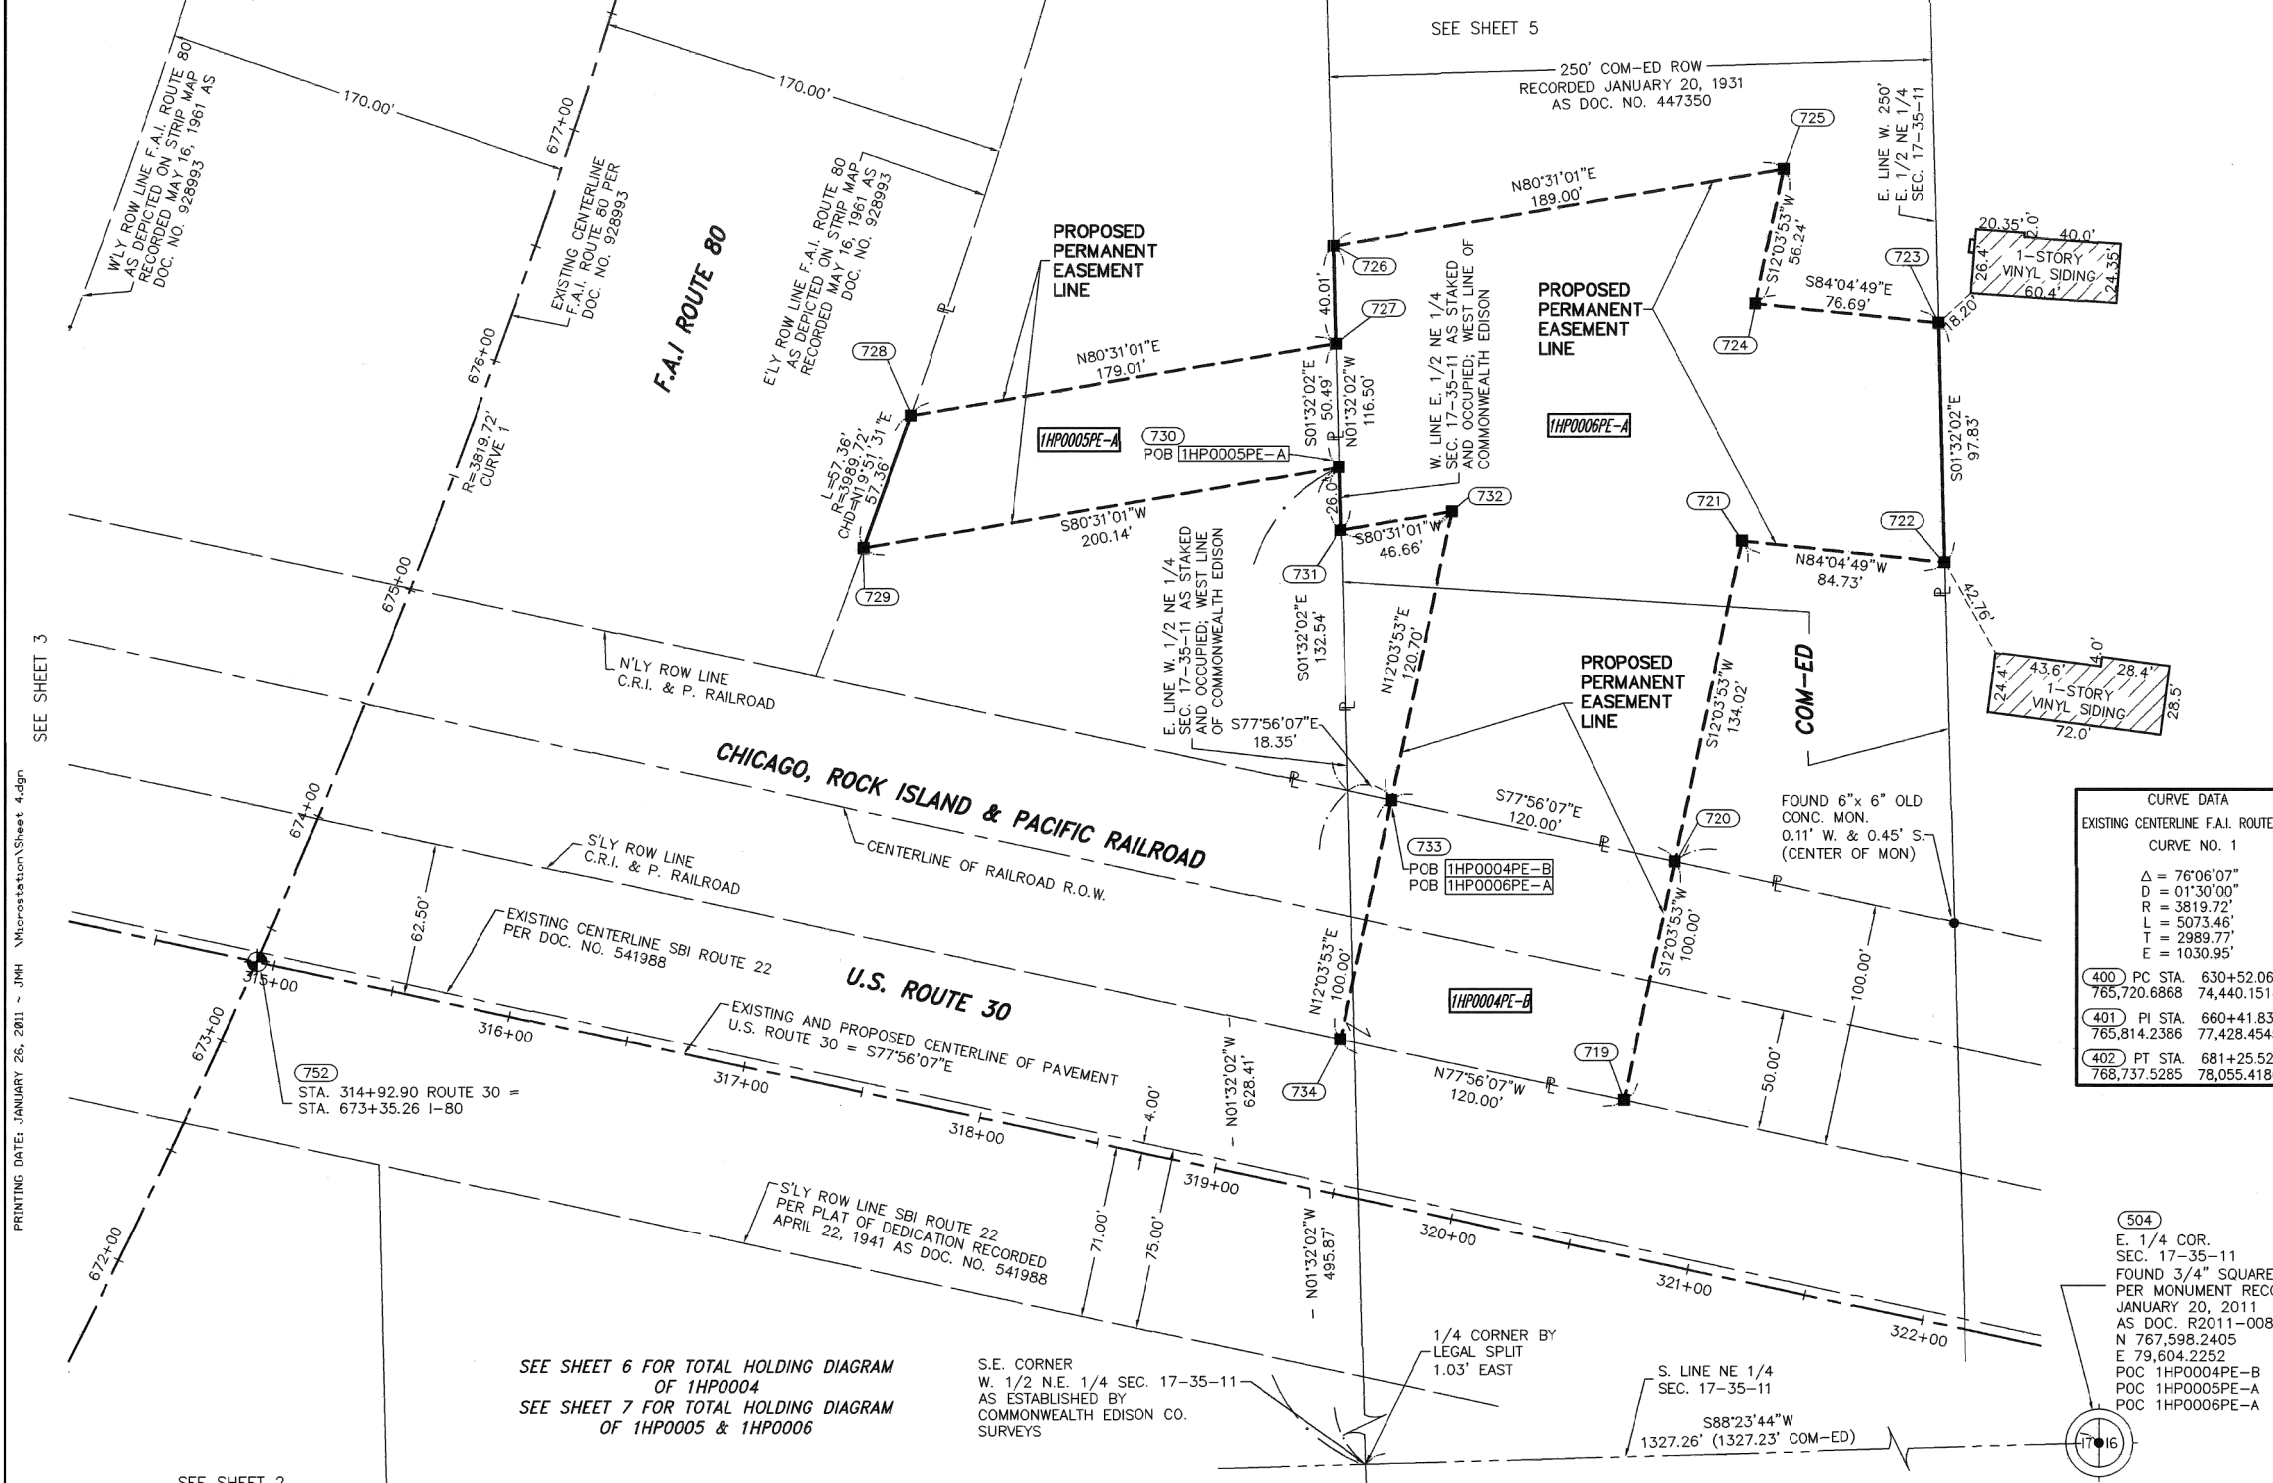 SEE SHEET 5
250' COM-ED ROW
RECORDED JANUARY 20, 1931
AS DOC. NO. 447350
W'LY ROW LINE F.A.I. ROUTE 80
AS DEPICTED ON STRIP MAP
RECORDED MAY 16, 1961 AS
DOC. NO. 928993
170.00'
677+00
EXISTING CENTERLINE
F.A.I. ROUTE 80 PER
DOC. NO. 928993
170.00'
F.A.I ROUTE 80
E'LY ROW LINE F.A.I. ROUTE 80
AS DEPICTED ON STRIP MAP
RECORDED MAY 16, 1961 AS
DOC. NO. 928993
PROPOSED
PERMANENT
EASEMENT
LINE
725
N80°31'01"E
189.00'
S12°03'53"W
56.24'
E. LINE W. 250'
E. 1/2 NE 1/4
SEC. 17-35-11
726
40.01'
727
W. LINE E. 1/2 NE 1/4
SEC. 17-35-11 AS STAKED
AND OCCUPIED; WEST LINE OF
COMMONWEALTH EDISON
PROPOSED
PERMANENT
EASEMENT
LINE
724
S84°04'49"E
76.69'
723
20.35'
2.0'
40.0'
26.4'
1-STORY
VINYL SIDING
24.35'
60.4'
18.20'
676+00
R=3819.72'
CURVE 1
728
N80°31'01"E
179.01'
L=57.36'
R=3989.72'
CHD=N19°51'31"E
57.36'
1HP0005PE-A
730
POB 1HP0005PE-A
S01°32'02"E
50.49'
N01°32'02"W
116.50'
1HP0006PE-A
S01°32'02"E
97.83'
S80°31'01"W
200.14'
729
26.01'
732
S80°31'01"W
46.66'
731
721
722
N84°04'49"W
84.73'
42.76'
675+00
E. LINE W. 1/2 NE 1/4
SEC. 17-35-11 AS STAKED
AND OCCUPIED; WEST LINE
OF COMMONWEALTH EDISON
S01°32'02"E
132.54'
N12°03'53"E
120.70'
PROPOSED
PERMANENT
EASEMENT
LINE
S12°03'53"W
134.02'
COM-ED
24.4'
43.6'
4.0'
28.4'
1-STORY
VINYL SIDING
28.5'
72.0'
SEE SHEET 3
N'LY ROW LINE
C.R.I. & P. RAILROAD
S77°56'07"E
18.35'
CHICAGO, ROCK ISLAND & PACIFIC RAILROAD
674+00
S'LY ROW LINE
C.R.I. & P. RAILROAD
CENTERLINE OF RAILROAD R.O.W.
S77°56'07"E
120.00'
720
733
POB 1HP0004PE-B
POB 1HP0006PE-A
FOUND 6"x 6" OLD
CONC. MON.
0.11' W. & 0.45' S.
(CENTER OF MON)
CURVE DATA
EXISTING CENTERLINE F.A.I. ROUTE
CURVE NO. 1
Δ = 76°06'07"
D = 01°30'00"
R = 3819.72'
L = 5073.46'
T = 2989.77'
E = 1030.95'
400 PC STA. 630+52.06
765,720.6868 74,440.151
401 PI STA. 660+41.83
765,814.2386 77,428.454
402 PT STA. 681+25.52
768,737.5285 78,055.418
62.50'
EXISTING CENTERLINE SBI ROUTE 22
PER DOC. NO. 541988
U.S. ROUTE 30
315+00
316+00
673+00
752
STA. 314+92.90 ROUTE 30 =
STA. 673+35.26 I-80
EXISTING AND PROPOSED CENTERLINE OF PAVEMENT
U.S. ROUTE 30 = S77°56'07"E
317+00
318+00
4.00'
N12°03'53"E
100.00'
S12°03'53"W
100.00'
1HP0004PE-B
N01°32'02"W
628.41'
734
719
N77°56'07"W
120.00'
50.00'
100.00'
319+00
N01°32'02"W
495.87'
320+00
321+00
322+00
672+00
S'LY ROW LINE SBI ROUTE 22
PER PLAT OF DEDICATION RECORDED
APRIL 22, 1941 AS DOC. NO. 541988
71.00'
75.00'
504
E. 1/4 COR.
SEC. 17-35-11
FOUND 3/4" SQUARE
PER MONUMENT RECO
JANUARY 20, 2011
AS DOC. R2011-008
N 767,598.2405
E 79,604.2252
POC 1HP0004PE-B
POC 1HP0005PE-A
POC 1HP0006PE-A
17 16
SEE SHEET 6 FOR TOTAL HOLDING DIAGRAM
OF 1HP0004
SEE SHEET 7 FOR TOTAL HOLDING DIAGRAM
OF 1HP0005 & 1HP0006
S.E. CORNER
W. 1/2 N.E. 1/4 SEC. 17-35-11
AS ESTABLISHED BY
COMMONWEALTH EDISON CO.
SURVEYS
1/4 CORNER BY
LEGAL SPLIT
1.03' EAST
S. LINE NE 1/4
SEC. 17-35-11
S88°23'44"W
1327.26' (1327.23' COM-ED)
SEE SHEET 2
PRINTING DATE: JANUARY 26, 2011 ~ JMH \Microstation\Sheet 4.dgn